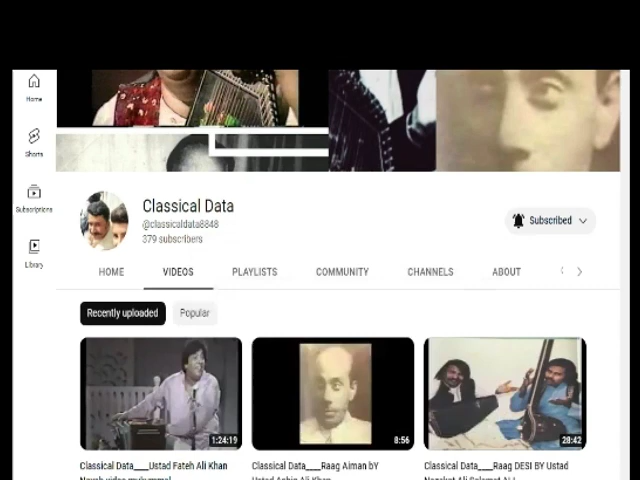 Home
Shorts
Subscriptions
Library
Classical Data
@classicaldata8848
379 subscribers
Subscribed
HOME VIDEOS PLAYLISTS COMMUNITY CHANNELS ABOUT
Recently uploaded Popular
1:24:19 8:56 28:42
Classical Data___Ustad Fateh Ali Khan
Classical Data___Raag Aiman bY
Classical Data___Raag DESI BY Ustad